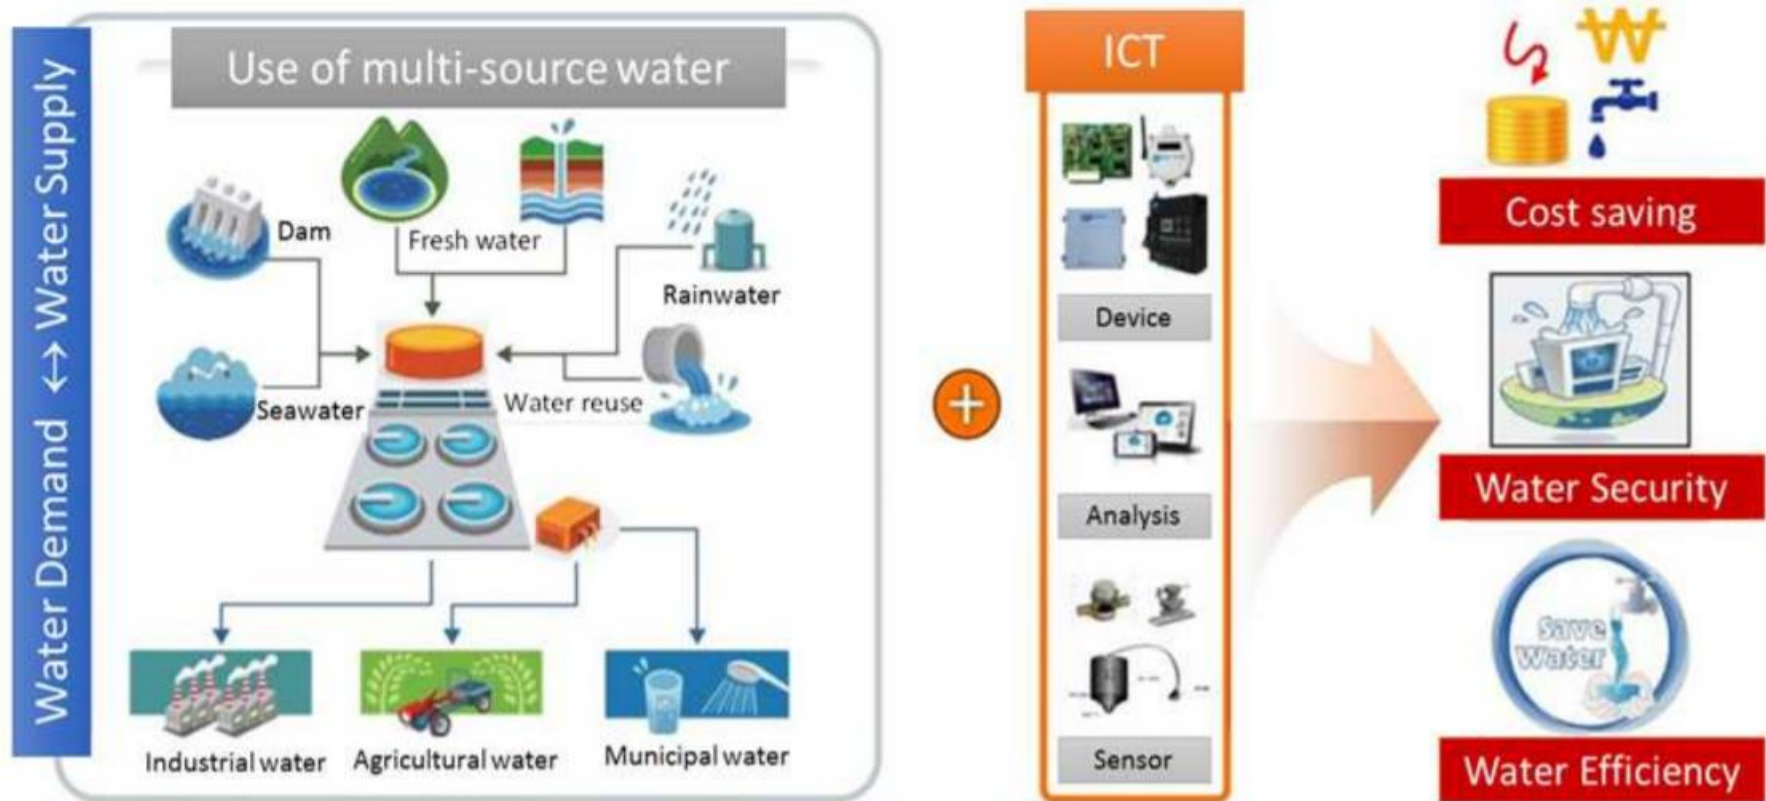 Water Demand ↔ Water Supply
Use of multi-source water
Dam
Fresh water
Rainwater
Seawater
Water reuse
Industrial water
Agricultural water
Municipal water
+
ICT
Device
Analysis
Sensor
₩
Cost saving
Water Security
Save
Water
Water Efficiency